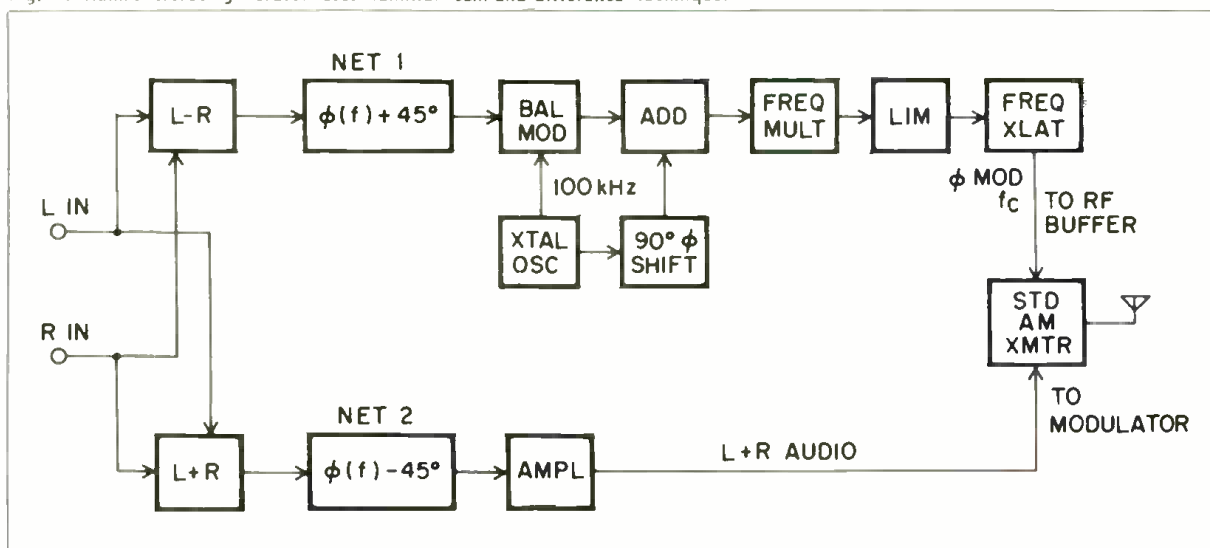 NET 1
L-R
φ(f)+45°
BAL
MOD
ADD
FREQ
MULT
LIM
FREQ
XLAT
100 kHz
φ MOD
fC
TO RF
BUFFER
L IN
XTAL
OSC
90° φ
SHIFT
STD
AM
XMTR
R IN
TO
MODULATOR
NET 2
L+R
φ(f)-45°
AMPL
L+R AUDIO